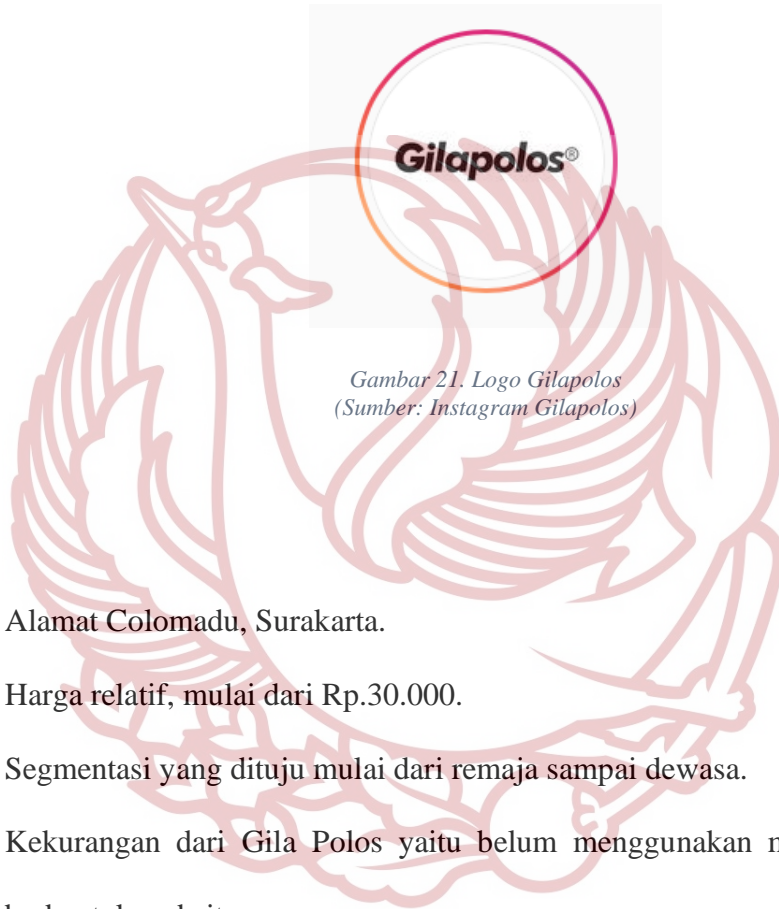 Gilapolos®
Gambar 21. Logo Gilapolos
(Sumber: Instagram Gilapolos)
Alamat Colomadu, Surakarta.
Harga relatif, mulai dari Rp.30.000.
Segmentasi yang dituju mulai dari remaja sampai dewasa.
Kekurangan dari Gila Polos yaitu belum menggunakan